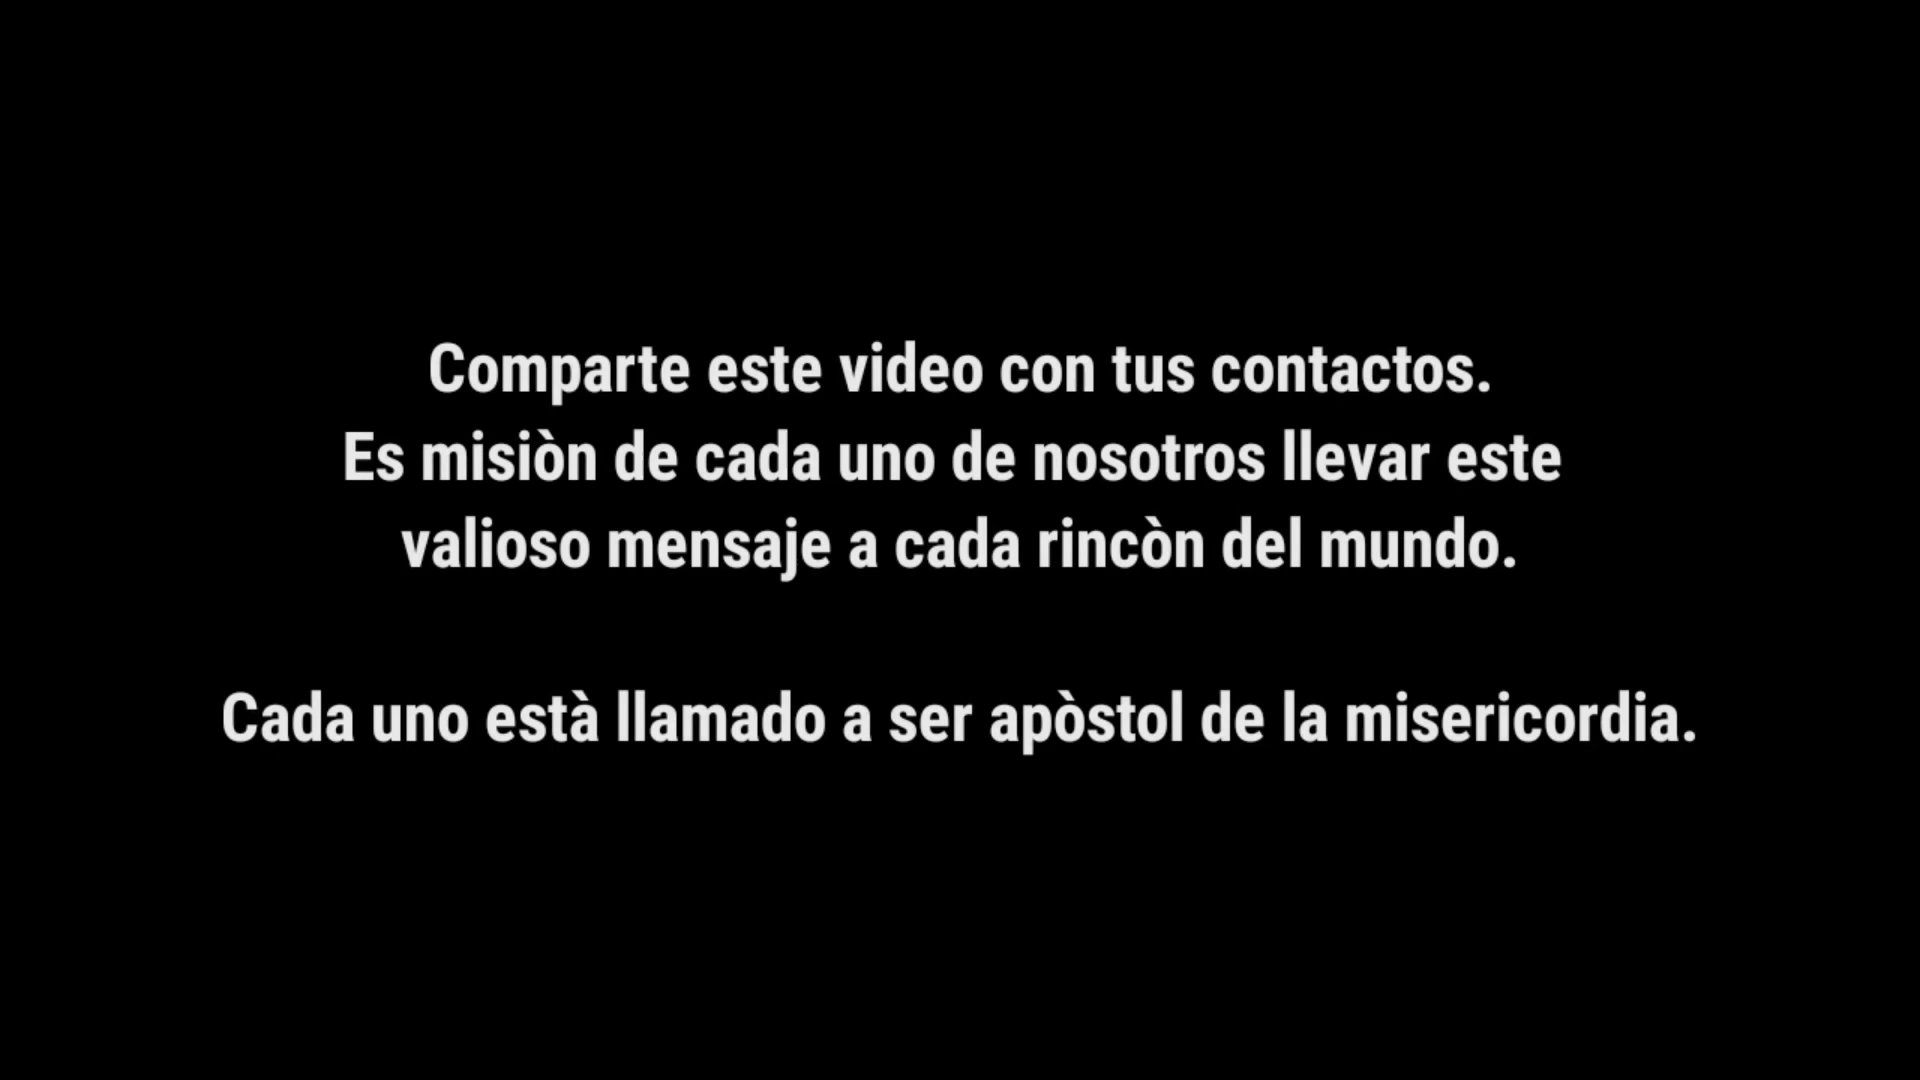 Comparte este video con tus contactos.
Es misiòn de cada uno de nosotros llevar este
valioso mensaje a cada rincòn del mundo.
Cada uno està llamado a ser apòstol de la misericordia.